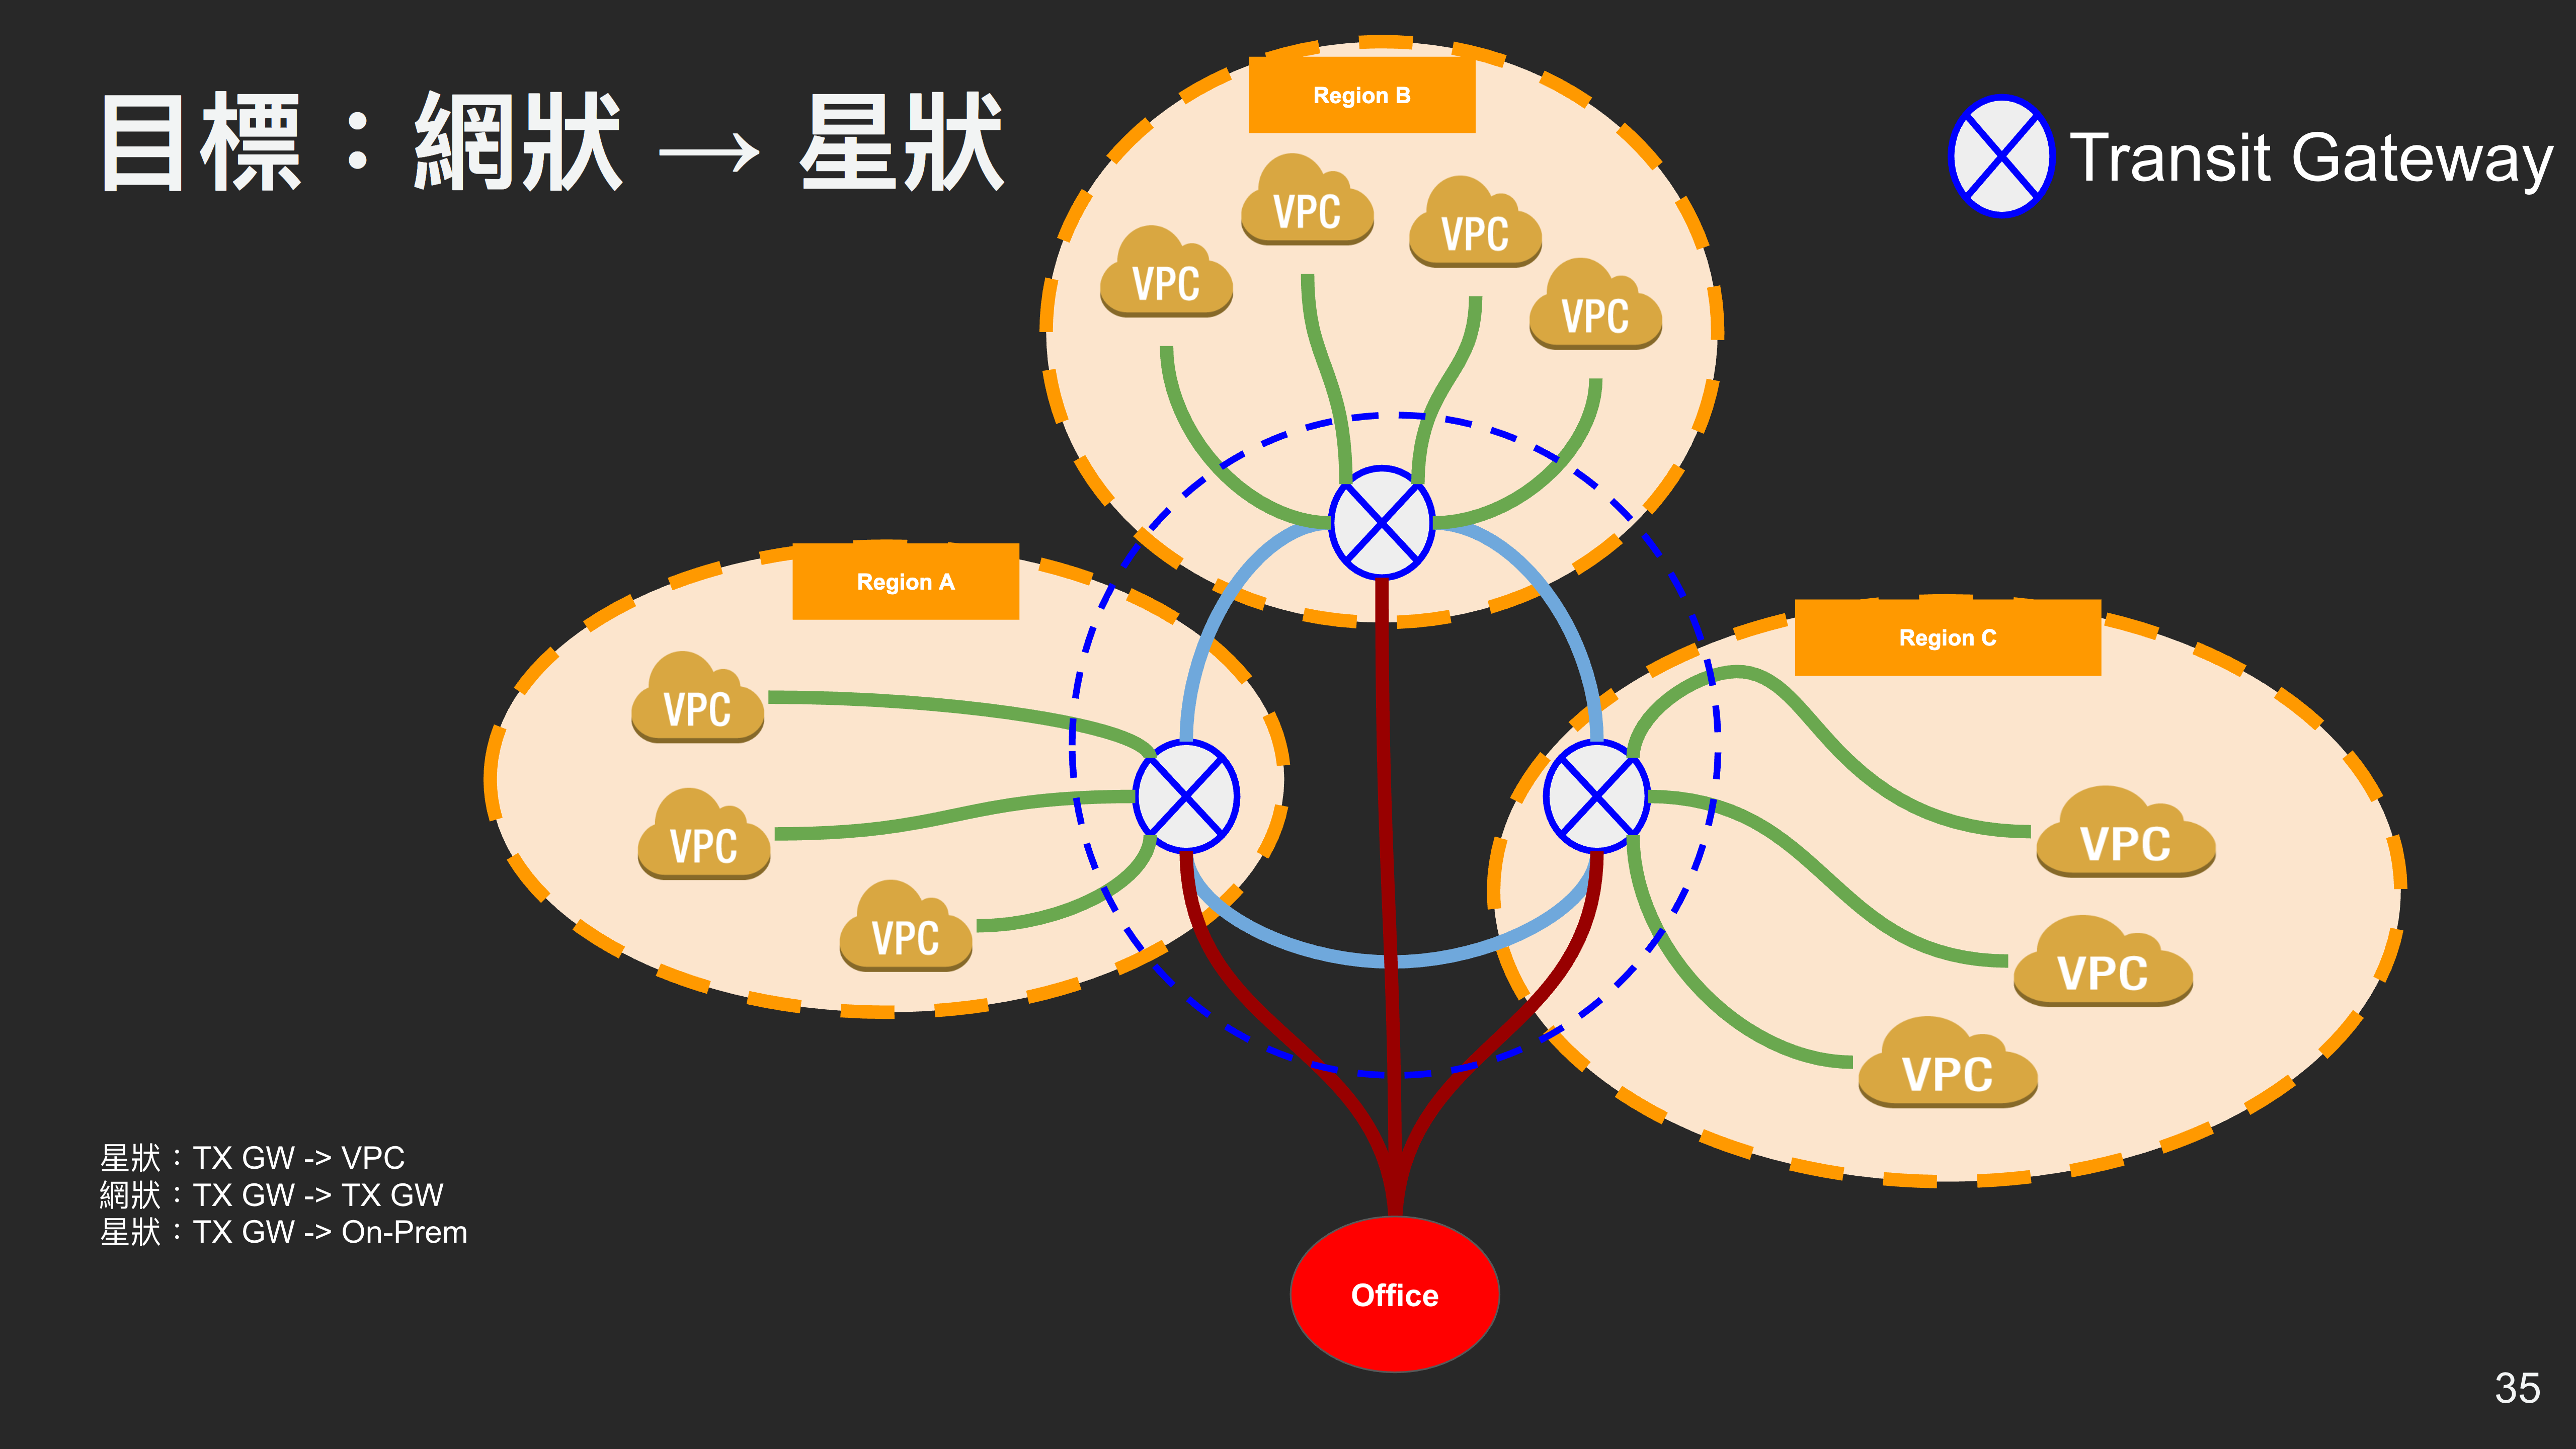 目標：網狀 → 星狀
Transit Gateway
Region B
VPC
VPC
VPC
VPC
Region A
VPC
VPC
VPC
Region C
VPC
VPC
VPC
星狀：TX GW -> VPC
網狀：TX GW -> TX GW
星狀：TX GW -> On-Prem
Office
35